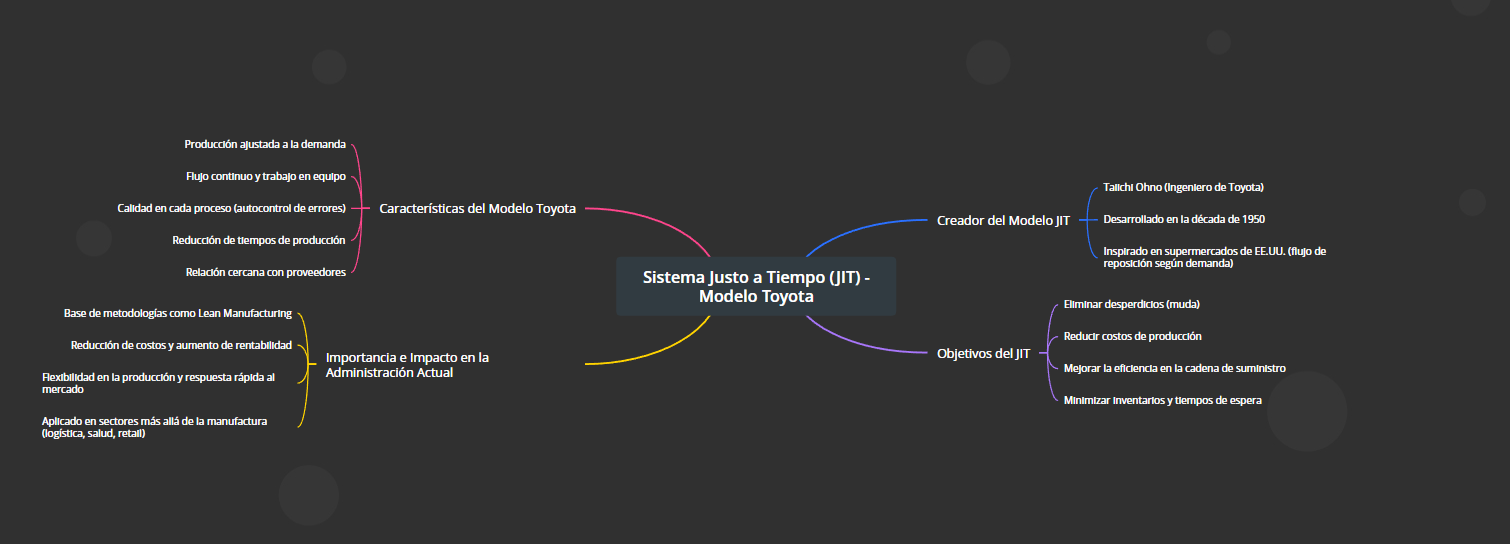 Sistema Justo a Tiempo (JIT) -
Modelo Toyota
Creador del Modelo JIT
Taiichi Ohno (Ingeniero de Toyota)
Desarrollado en la década de 1950
Inspirado en supermercados de EE.UU. (flujo de
reposición según demanda)
Objetivos del JIT
Eliminar desperdicios (muda)
Reducir costos de producción
Mejorar la eficiencia en la cadena de suministro
Minimizar inventarios y tiempos de espera
Características del Modelo Toyota
Producción ajustada a la demanda
Flujo continuo y trabajo en equipo
Calidad en cada proceso (autocontrol de errores)
Reducción de tiempos de producción
Relación cercana con proveedores
Importancia e Impacto en la
Administración Actual
Base de metodologías como Lean Manufacturing
Reducción de costos y aumento de rentabilidad
Flexibilidad en la producción y respuesta rápida al
mercado
Aplicado en sectores más allá de la manufactura
(logística, salud, retail)